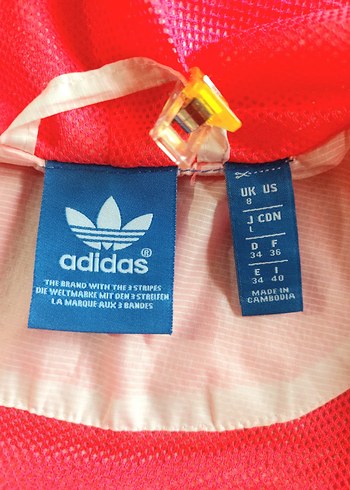 adidas®
THE BRAND WITH THE 3 STRIPES
DIE WELTMARKE MIT DEN 3 STREIFEN
LA MARQUE AUX 3 BANDES
UK US
8
J CON
L
D F
34 36
E I
34 40
MADE IN
CAMBODIA